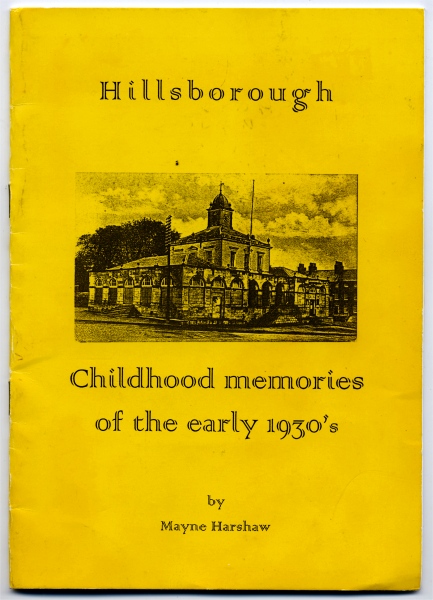 Hillsborough
Childhood memories
of the early 1930's
by
Mayne Harshaw